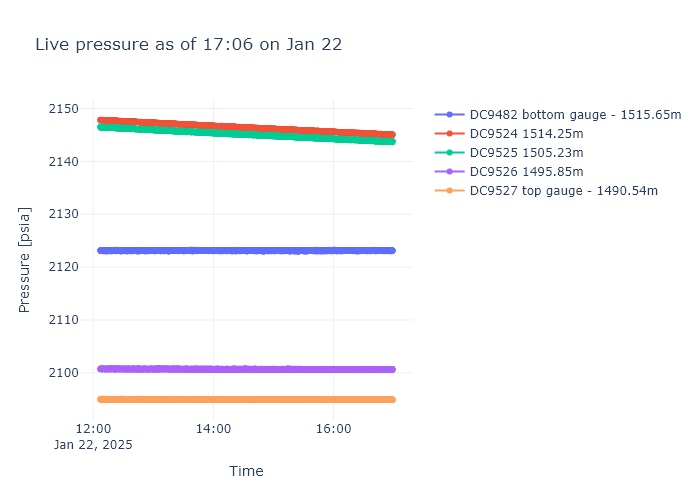 Live pressure as of 17:06 on Jan 22
Pressure [psia]
2150
2140
2130
2120
2110
2100
12:00
Jan 22, 2025
14:00
16:00
Time
DC9482 bottom gauge - 1515.65m
DC9524 1514.25m
DC9525 1505.23m
DC9526 1495.85m
DC9527 top gauge - 1490.54m